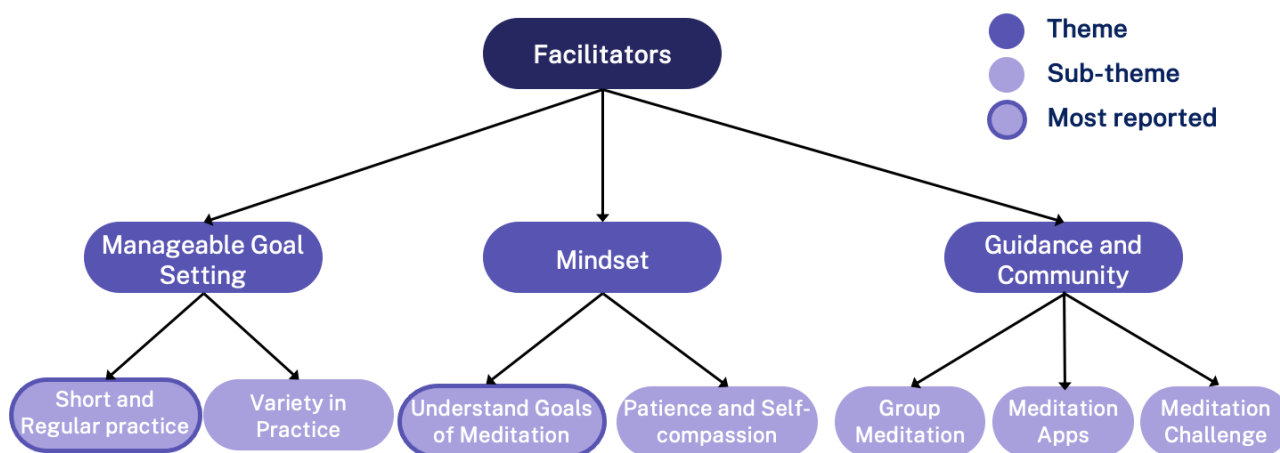 Facilitators
Theme
Sub-theme
Most reported
Manageable Goal
Setting
Mindset
Guidance and
Community
Short and
Regular practice
Variety in
Practice
Understand Goals
of Meditation
Patience and Self-
compassion
Group
Meditation
Meditation
Apps
Meditation
Challenge